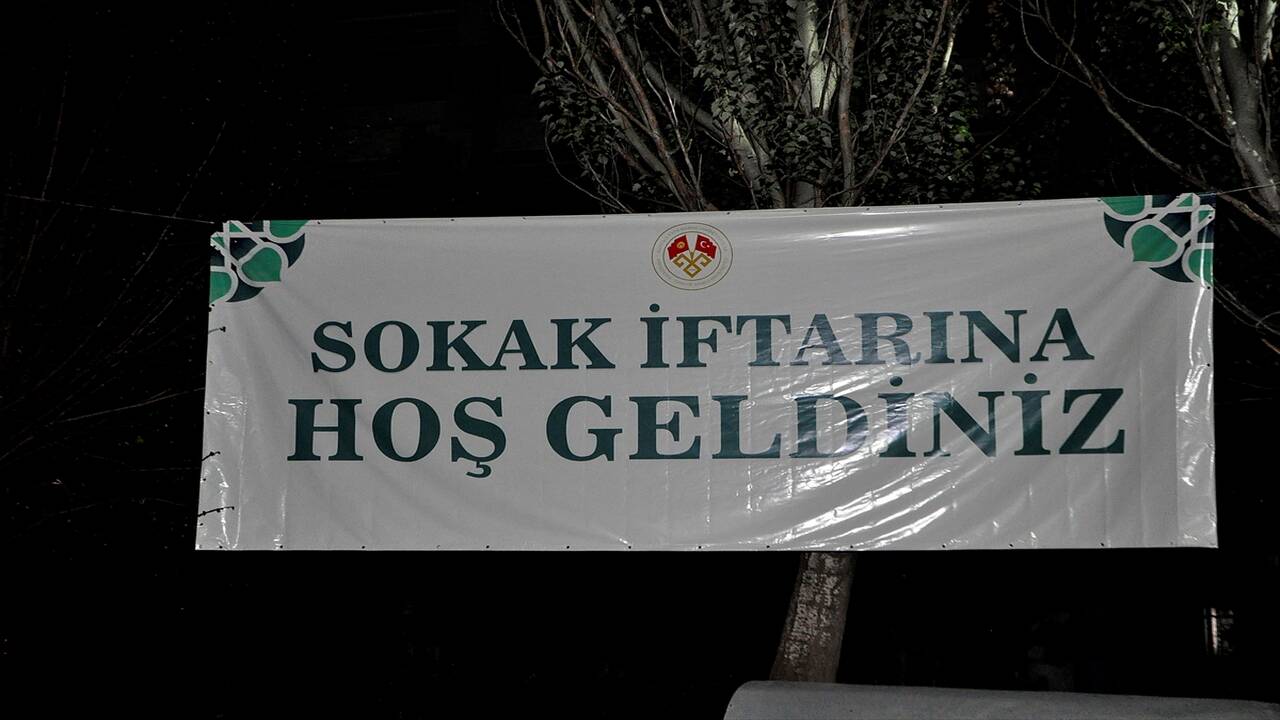 SOKAK İFTARINA
HOŞ GELDİNİZ